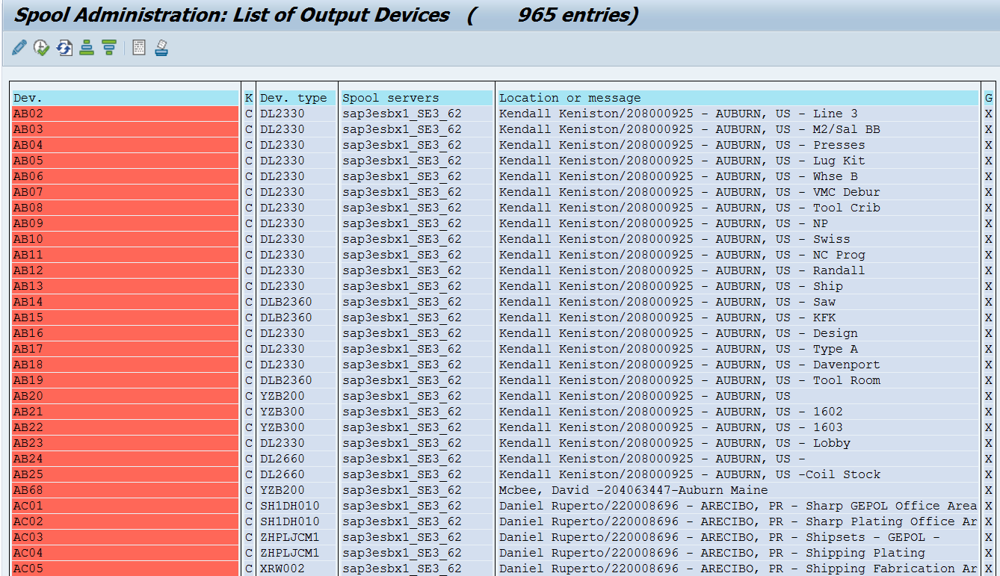 Spool Administration: List of Output Devices ( 965 entries)
Dev. K Dev. type Spool servers Location or message G
AB02 C DL2330 sap3esbx1_SE3_62 Kendall Keniston/208000925 - AUBURN, US - Line 3 X
AB03 C DL2330 sap3esbx1_SE3_62 Kendall Keniston/208000925 - AUBURN, US - M2/Sal BB X
AB04 C DL2330 sap3esbx1_SE3_62 Kendall Keniston/208000925 - AUBURN, US - Presses X
AB05 C DL2330 sap3esbx1_SE3_62 Kendall Keniston/208000925 - AUBURN, US - Lug Kit X
AB06 C DL2330 sap3esbx1_SE3_62 Kendall Keniston/208000925 - AUBURN, US - Whse B X
AB07 C DL2330 sap3esbx1_SE3_62 Kendall Keniston/208000925 - AUBURN, US - VMC Debur X
AB08 C DL2330 sap3esbx1_SE3_62 Kendall Keniston/208000925 - AUBURN, US - Tool Crib X
AB09 C DL2330 sap3esbx1_SE3_62 Kendall Keniston/208000925 - AUBURN, US - NP X
AB10 C DL2330 sap3esbx1_SE3_62 Kendall Keniston/208000925 - AUBURN, US - Swiss X
AB11 C DL2330 sap3esbx1_SE3_62 Kendall Keniston/208000925 - AUBURN, US - NC Prog X
AB12 C DL2330 sap3esbx1_SE3_62 Kendall Keniston/208000925 - AUBURN, US - Randall X
AB13 C DL2330 sap3esbx1_SE3_62 Kendall Keniston/208000925 - AUBURN, US - Ship X
AB14 C DLB2360 sap3esbx1_SE3_62 Kendall Keniston/208000925 - AUBURN, US - Saw X
AB15 C DLB2360 sap3esbx1_SE3_62 Kendall Keniston/208000925 - AUBURN, US - KFK X
AB16 C DL2330 sap3esbx1_SE3_62 Kendall Keniston/208000925 - AUBURN, US - Design X
AB17 C DL2330 sap3esbx1_SE3_62 Kendall Keniston/208000925 - AUBURN, US - Type A X
AB18 C DL2330 sap3esbx1_SE3_62 Kendall Keniston/208000925 - AUBURN, US - Davenport X
AB19 C DLB2360 sap3esbx1_SE3_62 Kendall Keniston/208000925 - AUBURN, US - Tool Room X
AB20 C YZB200 sap3esbx1_SE3_62 Kendall Keniston/208000925 - AUBURN, US X
AB21 C YZB300 sap3esbx1_SE3_62 Kendall Keniston/208000925 - AUBURN, US - 1602 X
AB22 C YZB300 sap3esbx1_SE3_62 Kendall Keniston/208000925 - AUBURN, US - 1603 X
AB23 C DL2330 sap3esbx1_SE3_62 Kendall Keniston/208000925 - AUBURN, US - Lobby X
AB24 C DL2660 sap3esbx1_SE3_62 Kendall Keniston/208000925 - AUBURN, US - X
AB25 C DL2660 sap3esbx1_SE3_62 Kendall Keniston/208000925 - AUBURN, US -Coil Stock X
AB68 C YZB200 sap3esbx1_SE3_62 Mcbee, David -204063447-Auburn Maine X
AC01 C SH1DH010 sap3esbx1_SE3_62 Daniel Ruperto/220008696 - ARECIBO, PR - Sharp GEPOL Office Area X
AC02 C SH1DH010 sap3esbx1_SE3_62 Daniel Ruperto/220008696 - ARECIBO, PR - Sharp Plating Office Ar X
AC03 C ZHPLJCM1 sap3esbx1_SE3_62 Daniel Ruperto/220008696 - ARECIBO, PR - Shipsets - GEPOL - X
AC04 C ZHPLJCM1 sap3esbx1_SE3_62 Daniel Ruperto/220008696 - ARECIBO, PR - Shipping Plating X
AC05 C XRW002 sap3esbx1_SE3_62 Daniel Ruperto/220008696 - ARECIBO, PR - Shipping Fabrication Ar X